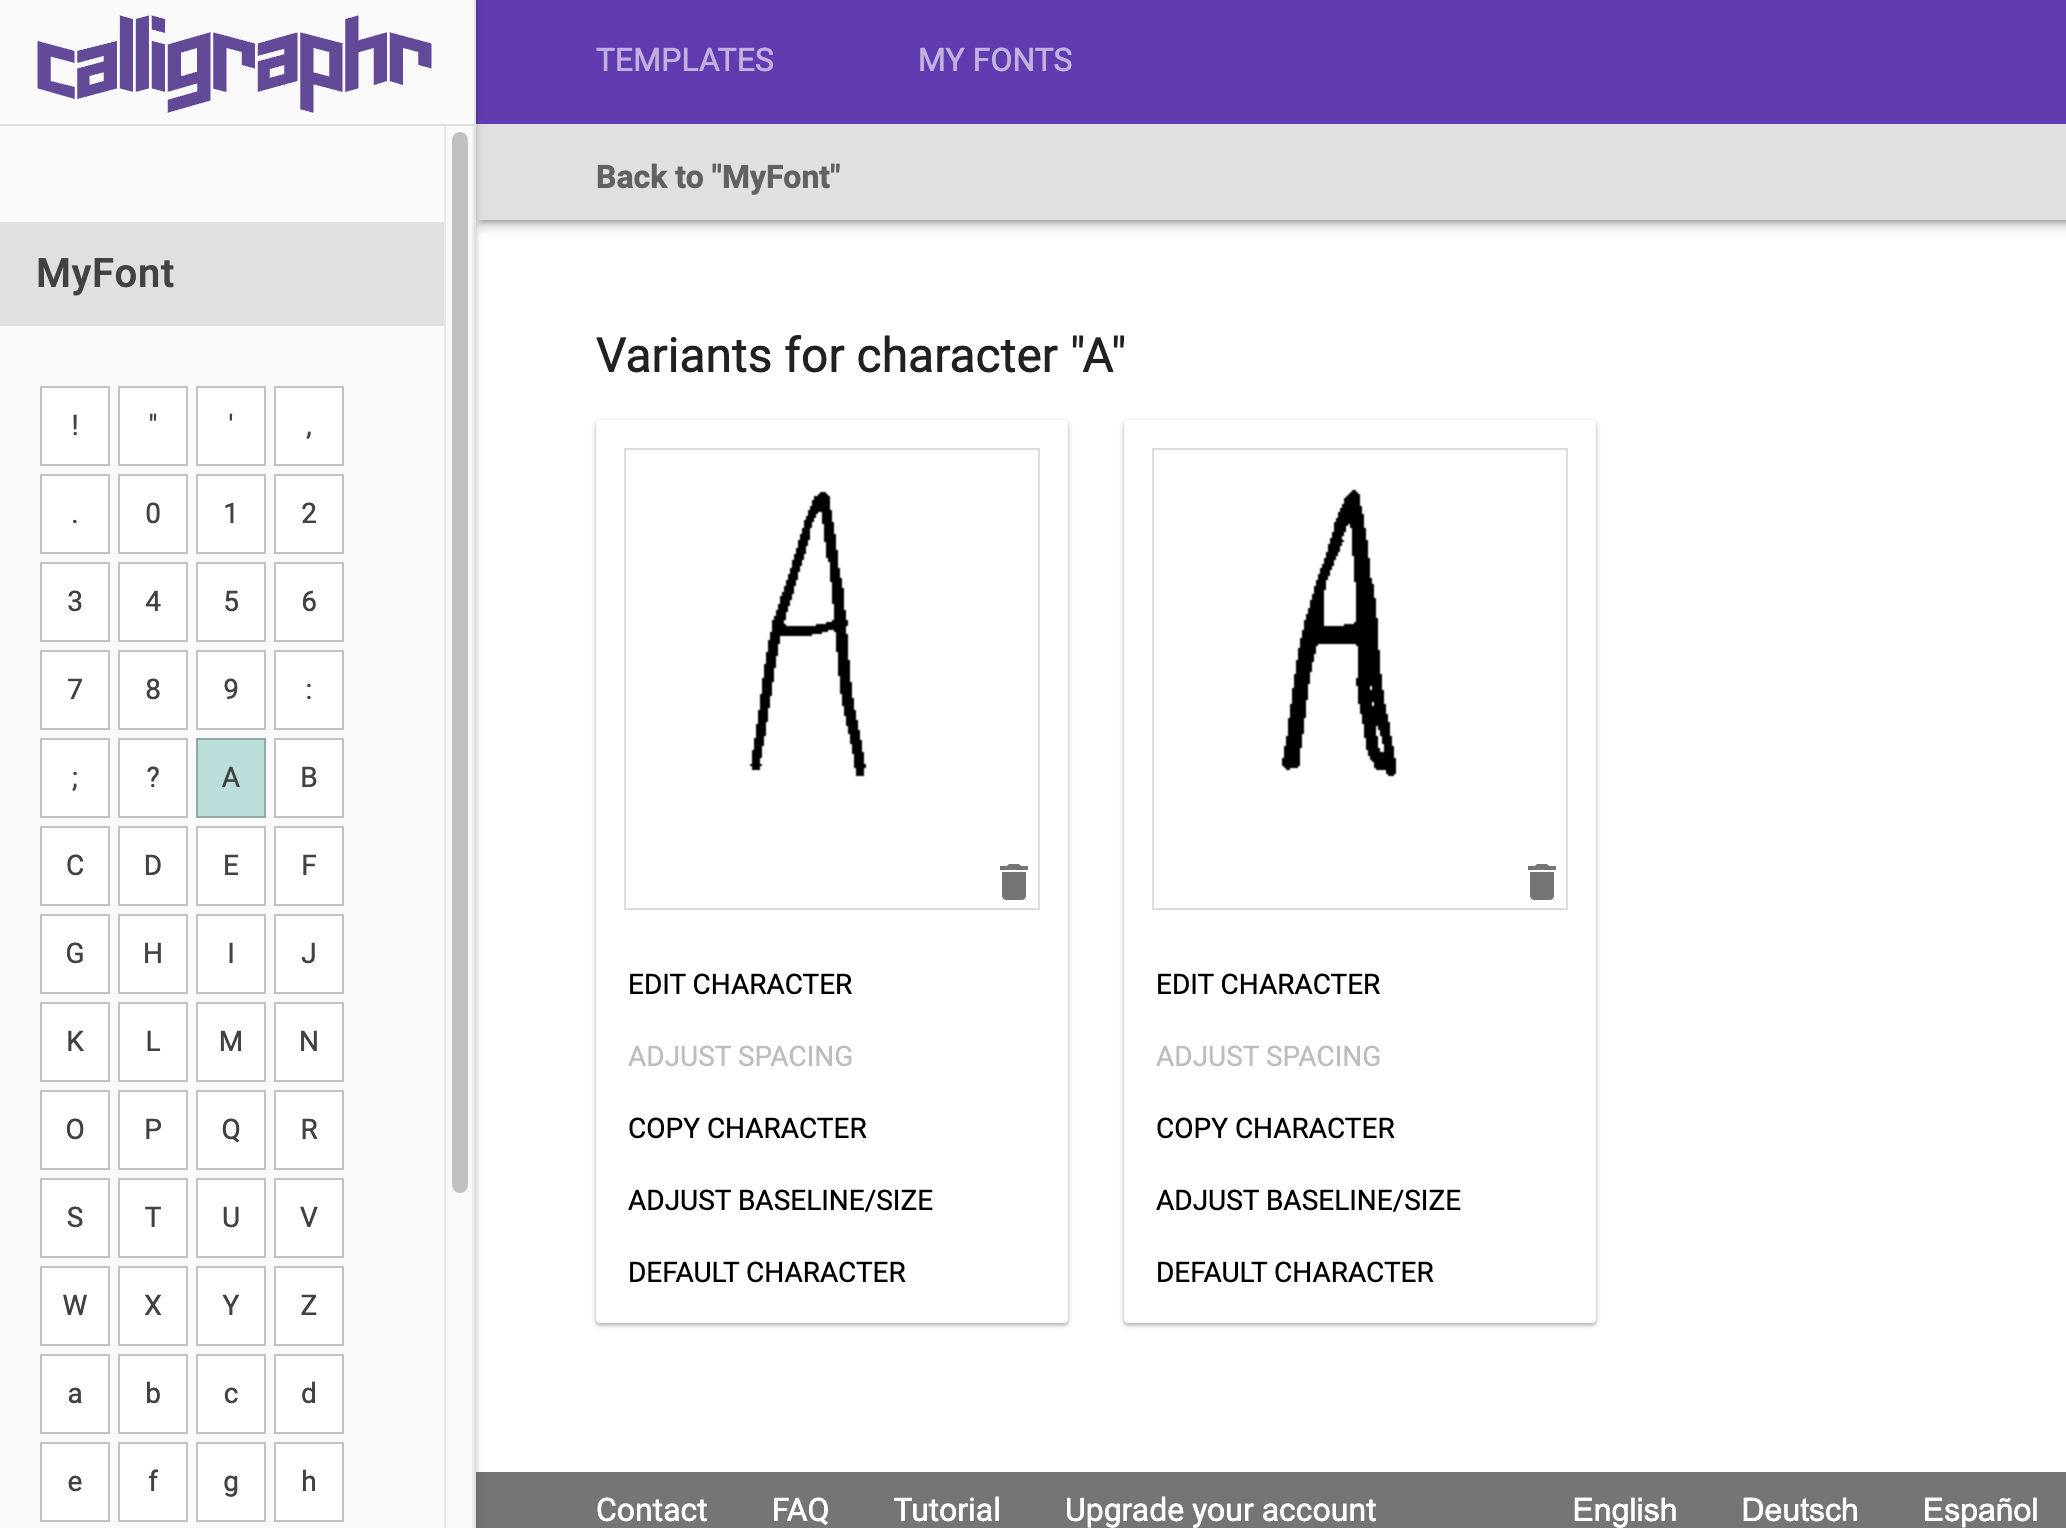 calligraphr
TEMPLATES MY FONTS
Back to "MyFont"
MyFont
! " ' ,
. 0 1 2
3 4 5 6
7 8 9 :
; ? A B
C D E F
G H I J
K L M N
O P Q R
S T U V
W X Y Z
a b c d
e f g h
Variants for character "A"
A A
EDIT CHARACTER EDIT CHARACTER
ADJUST SPACING ADJUST SPACING
COPY CHARACTER COPY CHARACTER
ADJUST BASELINE/SIZE ADJUST BASELINE/SIZE
DEFAULT CHARACTER DEFAULT CHARACTER
Contact FAQ Tutorial Upgrade your account English Deutsch Español